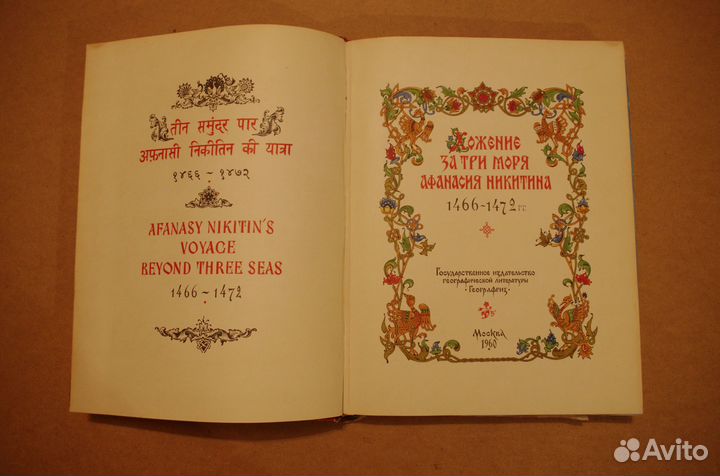 तीन समुंदर पार
अफ़नासी निकीतिन की यात्रा
१४६६ ~ १४७२
AFANASY NIKITIN'S
VOYAGE
BEYOND THREE SEAS
1466 ~ 1472
Хожение
за три моря
Афанасия Никитина
1466~1472 гг.
Государственное издательство
географической литературы
·Географгиз·
Москва
1960
Avito